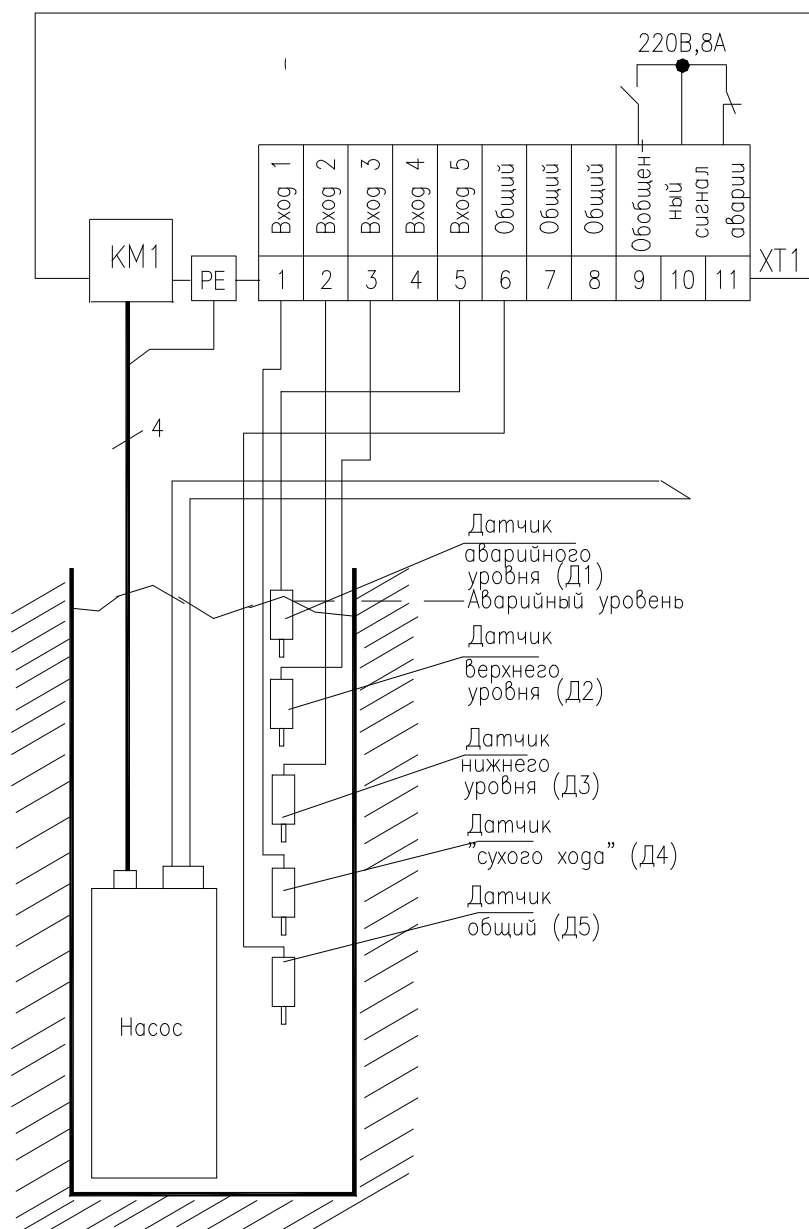 220В,8А
Вход 1
Вход 2
Вход 3
Вход 4
Вход 5
Общий
Общий
Общий
Обобщен
ный
сигнал
аварии
КМ1
РЕ
1
2
3
4
5
6
7
8
9
10
11
ХТ1
4
Датчик
аварийного
уровня (Д1)
Аварийный уровень
Датчик
верхнего
уровня (Д2)
Датчик
нижнего
уровня (Д3)
Датчик
"сухого хода" (Д4)
Датчик
общий (Д5)
Насос